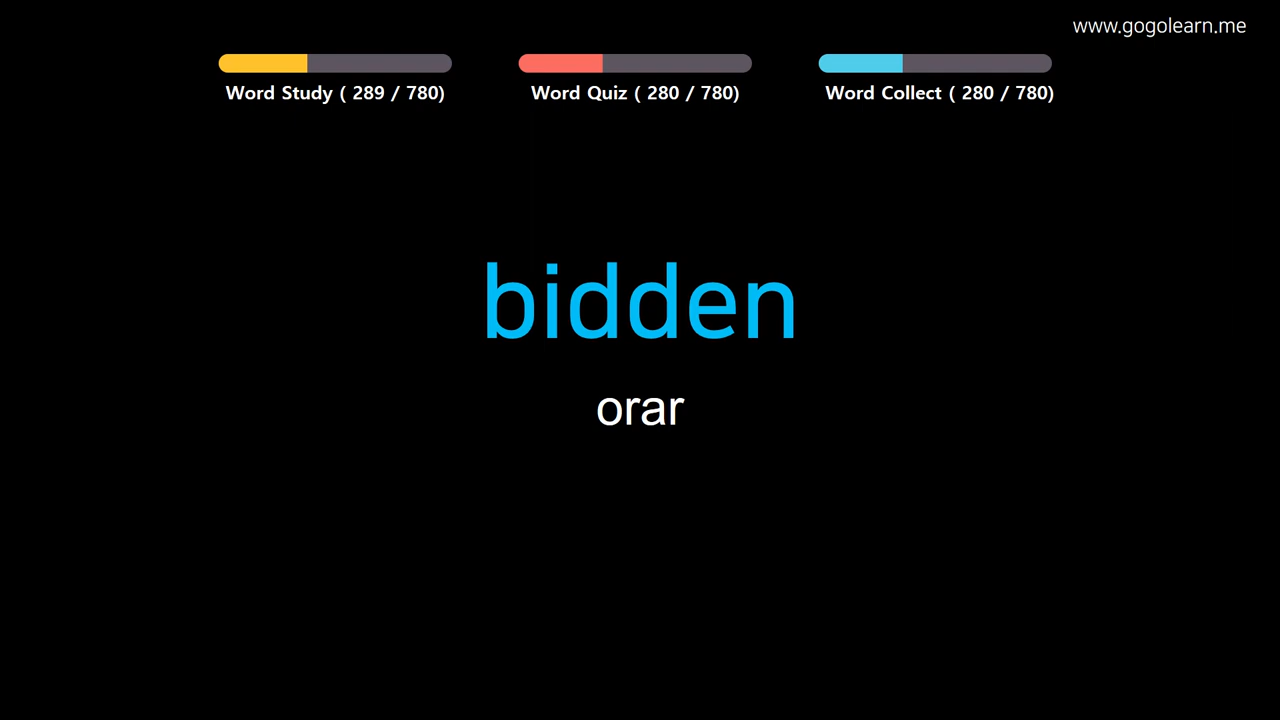 www.gogolearn.me
Word Study ( 289 / 780)
Word Quiz ( 280 / 780)
Word Collect ( 280 / 780)
bidden
orar